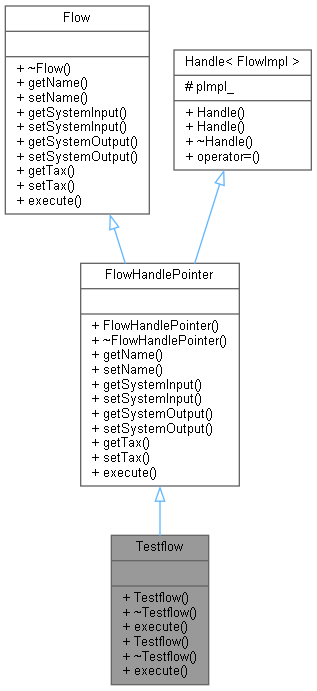 Flow
+ ~Flow()
+ getName()
+ setName()
+ getSystemInput()
+ setSystemInput()
+ getSystemOutput()
+ setSystemOutput()
+ getTax()
+ setTax()
+ execute()
Handle< FlowImpl >
# pImpl_
+ Handle()
+ Handle()
+ ~Handle()
+ operator=()
FlowHandlePointer
+ FlowHandlePointer()
+ ~FlowHandlePointer()
+ getName()
+ setName()
+ getSystemInput()
+ setSystemInput()
+ getSystemOutput()
+ setSystemOutput()
+ getTax()
+ setTax()
+ execute()
Testflow
+ Testflow()
+ ~Testflow()
+ execute()
+ Testflow()
+ ~Testflow()
+ execute()